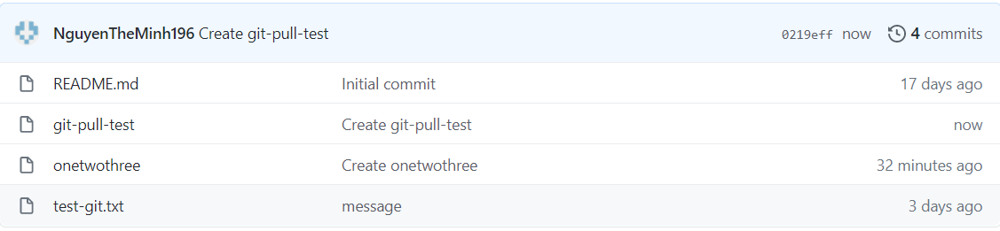 NguyenTheMinh196 Create git-pull-test 0219eff now 4 commits
README.md Initial commit 17 days ago
git-pull-test Create git-pull-test now
onetwothree Create onetwothree 32 minutes ago
test-git.txt message 3 days ago